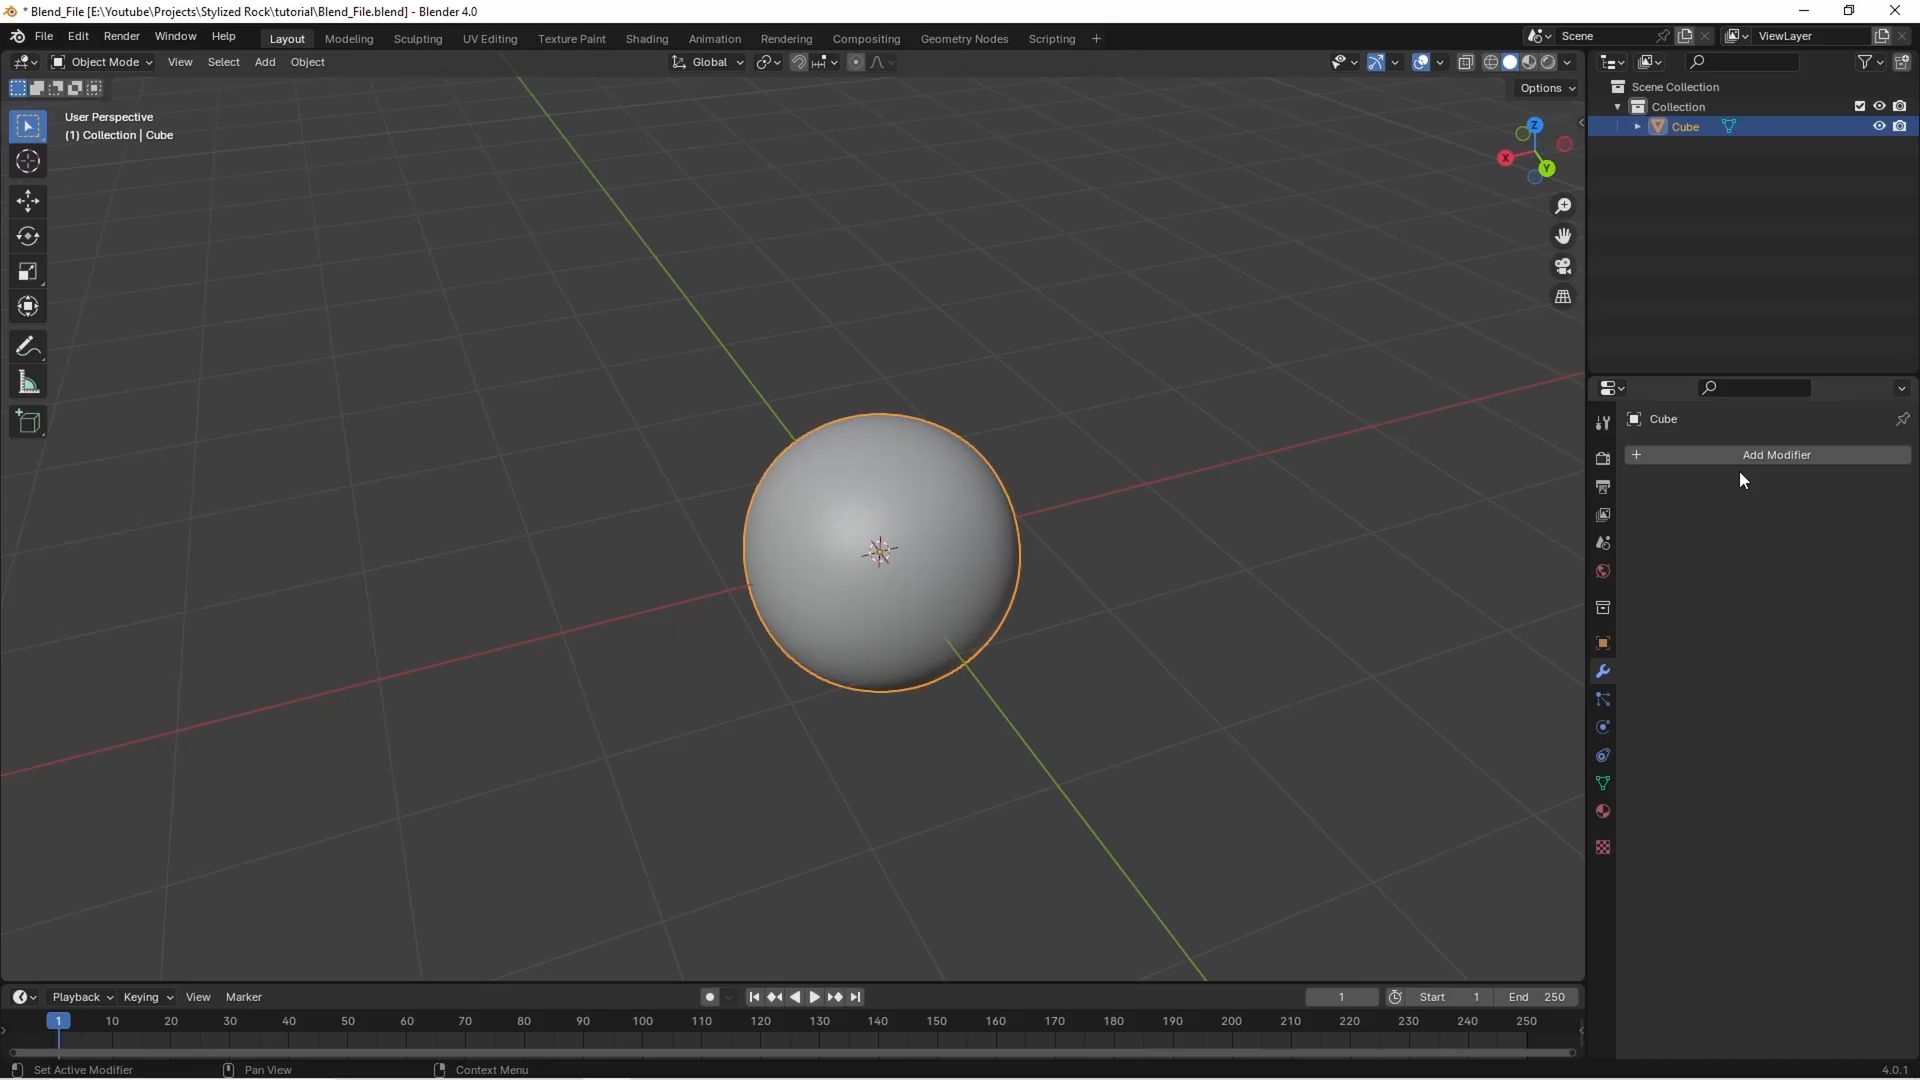 * Blend_File [E:\Youtube\Projects\Stylized Rock\tutorial\Blend_File.blend] - Blender 4.0
File Edit Render Window Help Layout Modeling Sculpting UV Editing Texture Paint Shading Animation Rendering Compositing Geometry Nodes Scripting + Scene ViewLayer
Object Mode View Select Add Object Global
Options
User Perspective
(1) Collection | Cube
Z
X
Y
Scene Collection
Collection
Cube
Cube
+ Add Modifier
Playback Keying View Marker 1 Start 1 End 250
1 10 20 30 40 50 60 70 80 90 100 110 120 130 140 150 160 170 180 190 200 210 220 230 240 250
Set Active Modifier Pan View Context Menu 4.0.1